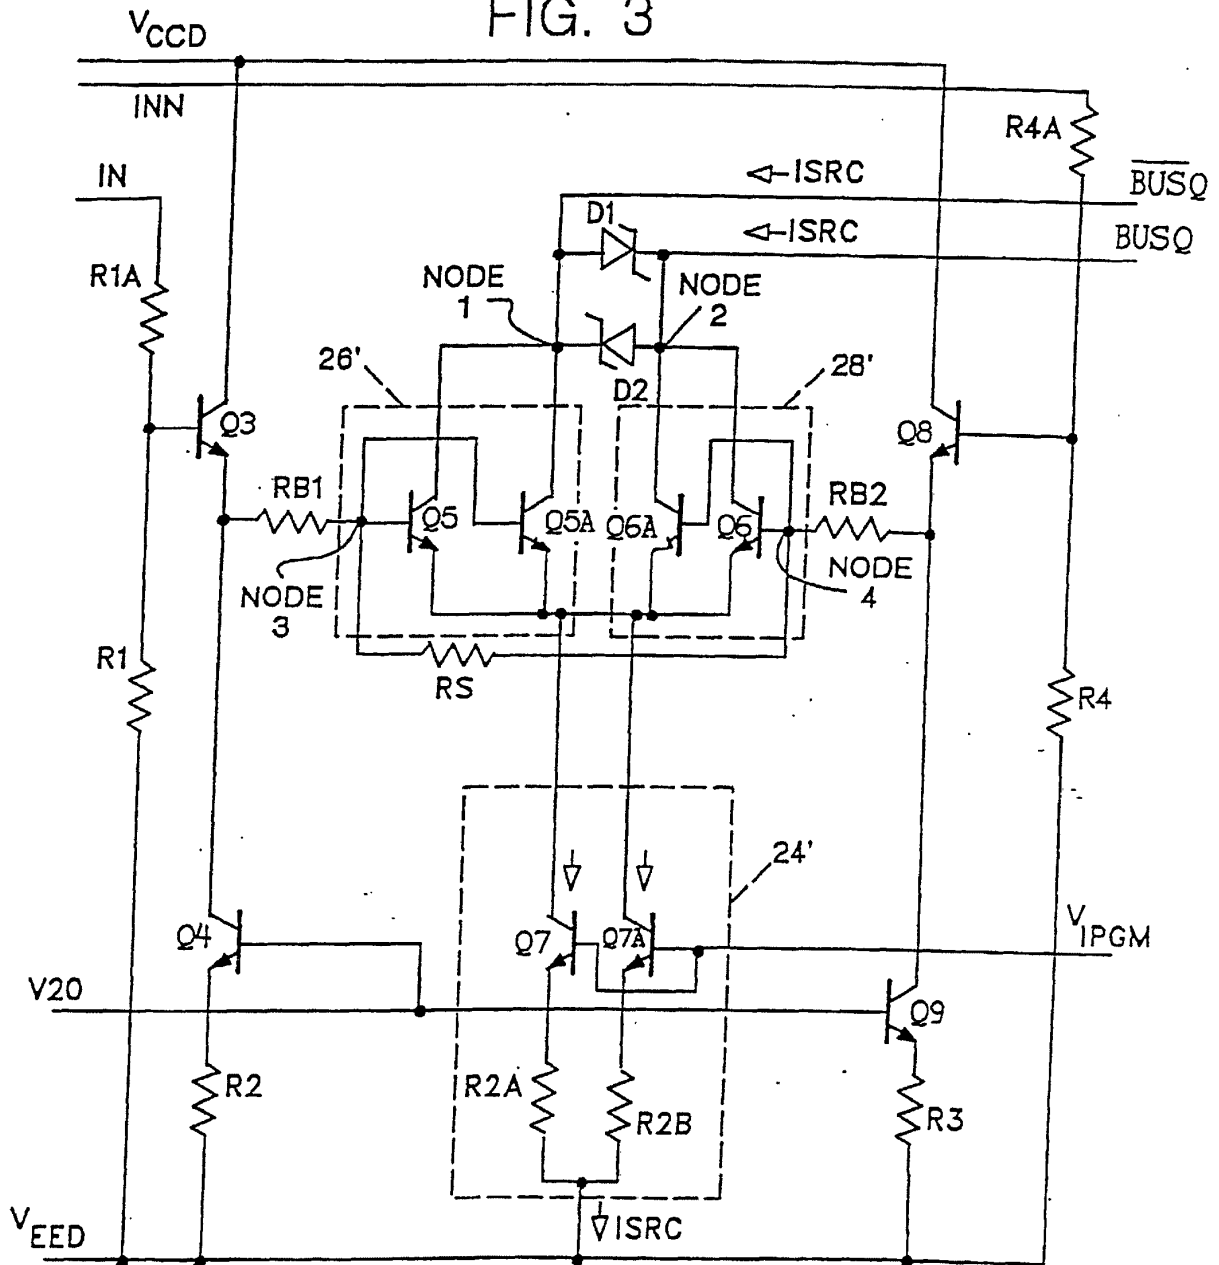 FIG. 3
VCCD
INN
R4A
IN
ISRC
BUSQ
D1
ISRC
BUSQ
R1A
NODE
1
NODE
2
26'
28'
D2
Q3
Q8
RB1
Q5
Q5A
Q6A
Q6
RB2
NODE
3
NODE
4
R1
RS
R4
24'
Q4
Q7
Q7A
VIPGM
V20
Q9
R2
R2A
R2B
R3
VEED
ISRC